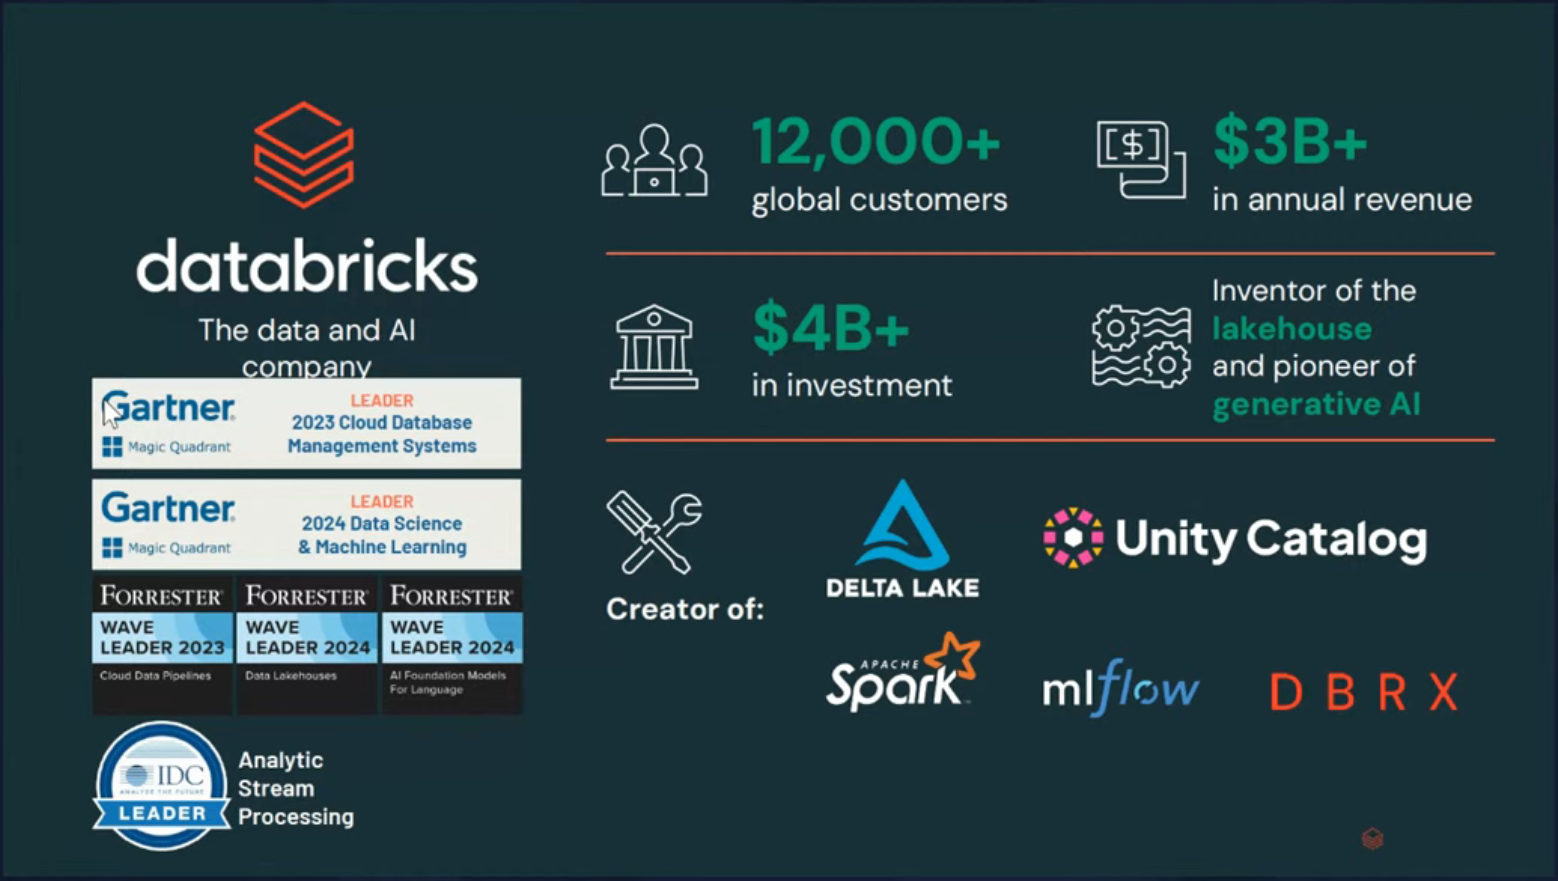 databricks
The data and AI
company
Gartner®
Magic Quadrant
LEADER
2023 Cloud Database
Management Systems
Gartner®
Magic Quadrant
LEADER
2024 Data Science
& Machine Learning
FORRESTER®
WAVE
LEADER 2023
Cloud Data Pipelines
FORRESTER®
WAVE
LEADER 2024
Data Lakehouses
FORRESTER®
WAVE
LEADER 2024
AI Foundation Models
For Language
IDC
ANALYZE THE FUTURE
LEADER
Analytic
Stream
Processing
12,000+
global customers
[$]
$3B+
in annual revenue
$4B+
in investment
Inventor of the
lakehouse
and pioneer of
generative AI
Creator of:
DELTA LAKE
Unity Catalog
APACHE
Spark™
mlflow
DBRX